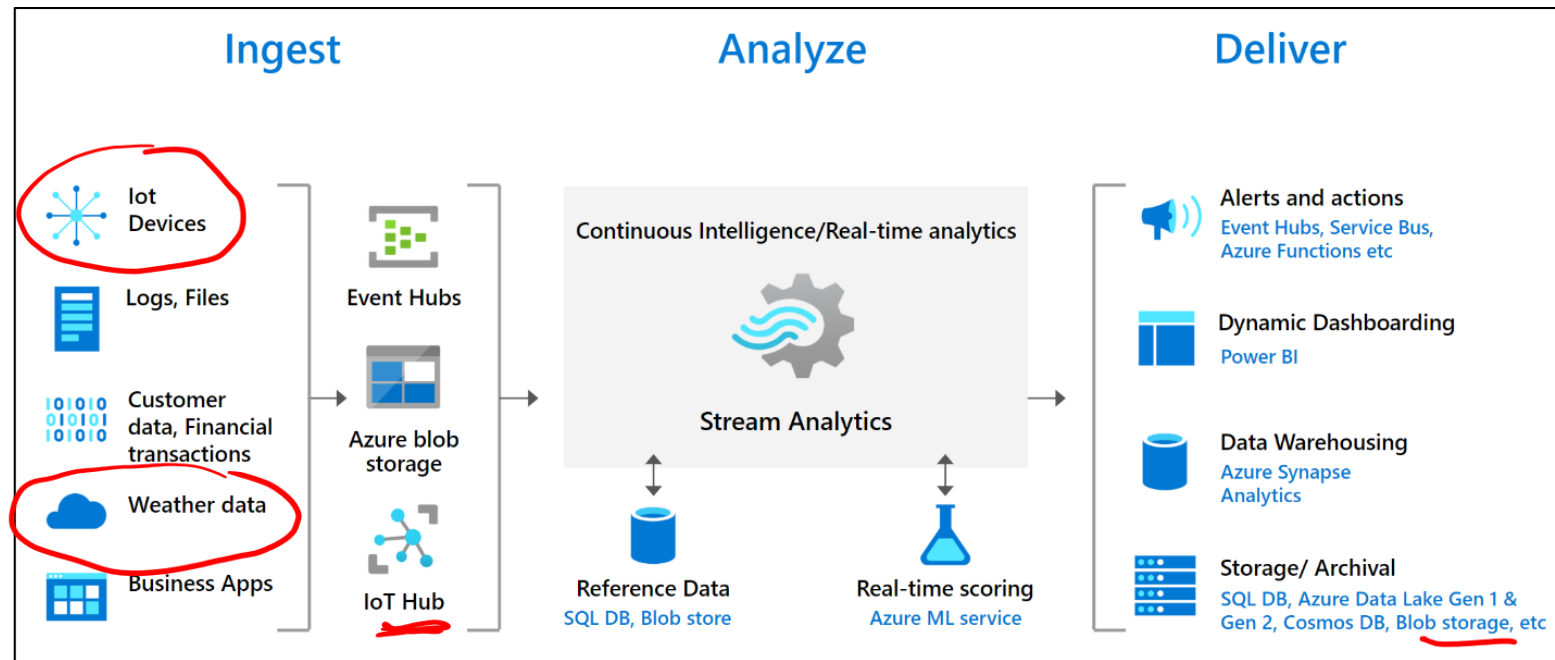 Ingest
Analyze
Deliver
Iot
Devices
Logs, Files
Customer
data, Financial
transactions
Weather data
Business Apps
Event Hubs
Azure blob
storage
IoT Hub
Continuous Intelligence/Real-time analytics
Stream Analytics
Reference Data
SQL DB, Blob store
Real-time scoring
Azure ML service
Alerts and actions
Event Hubs, Service Bus,
Azure Functions etc
Dynamic Dashboarding
Power BI
Data Warehousing
Azure Synapse
Analytics
Storage/ Archival
SQL DB, Azure Data Lake Gen 1 &
Gen 2, Cosmos DB, Blob storage, etc